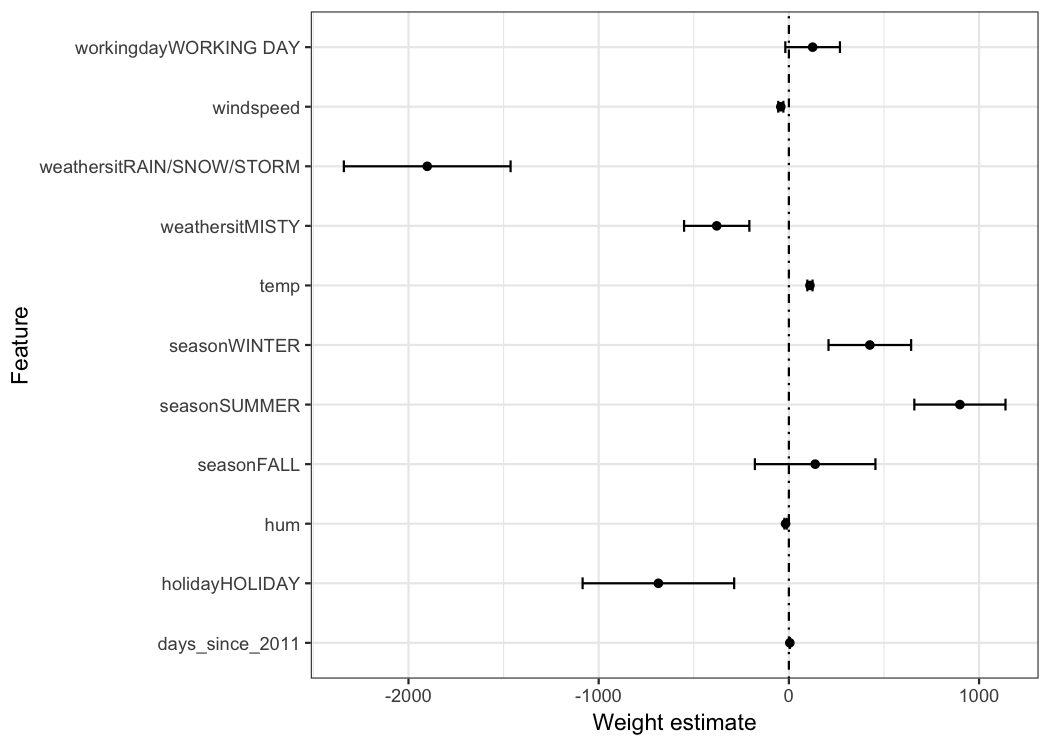 workingdayWORKING DAY
windspeed
weathersitRAIN/SNOW/STORM
weathersitMISTY
temp
seasonWINTER
seasonSUMMER
seasonFALL
hum
holidayHOLIDAY
days_since_2011
Feature
-2000 -1000 0 1000
Weight estimate